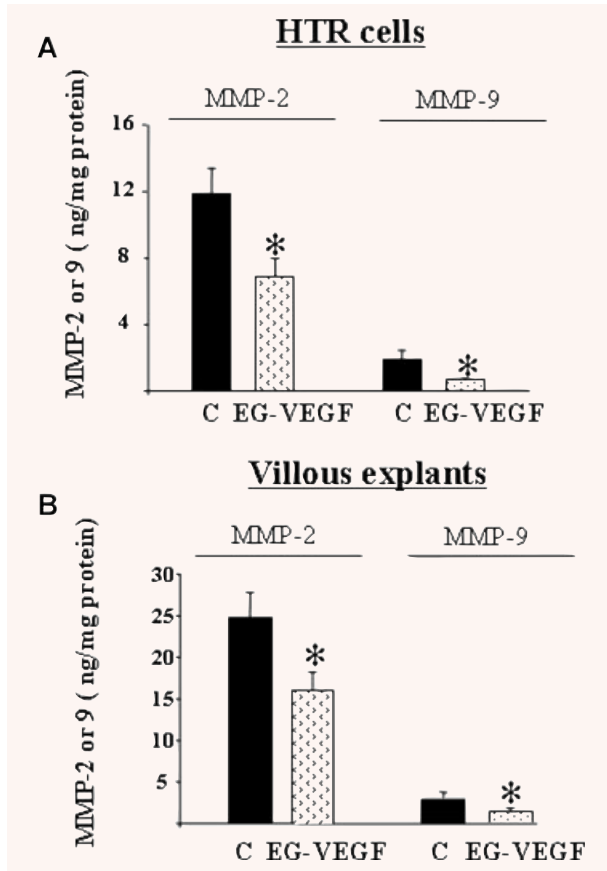 A
HTR cells
MMP-2
MMP-9
MMP-2 or 9 ( ng/mg protein)
16
12
8
4
*
*
C EG-VEGF C EG-VEGF
Villous explants
B
MMP-2
MMP-9
MMP-2 or 9 ( ng/mg protein)
30
25
20
15
10
5
*
*
C EG-VEGF C EG-VEGF